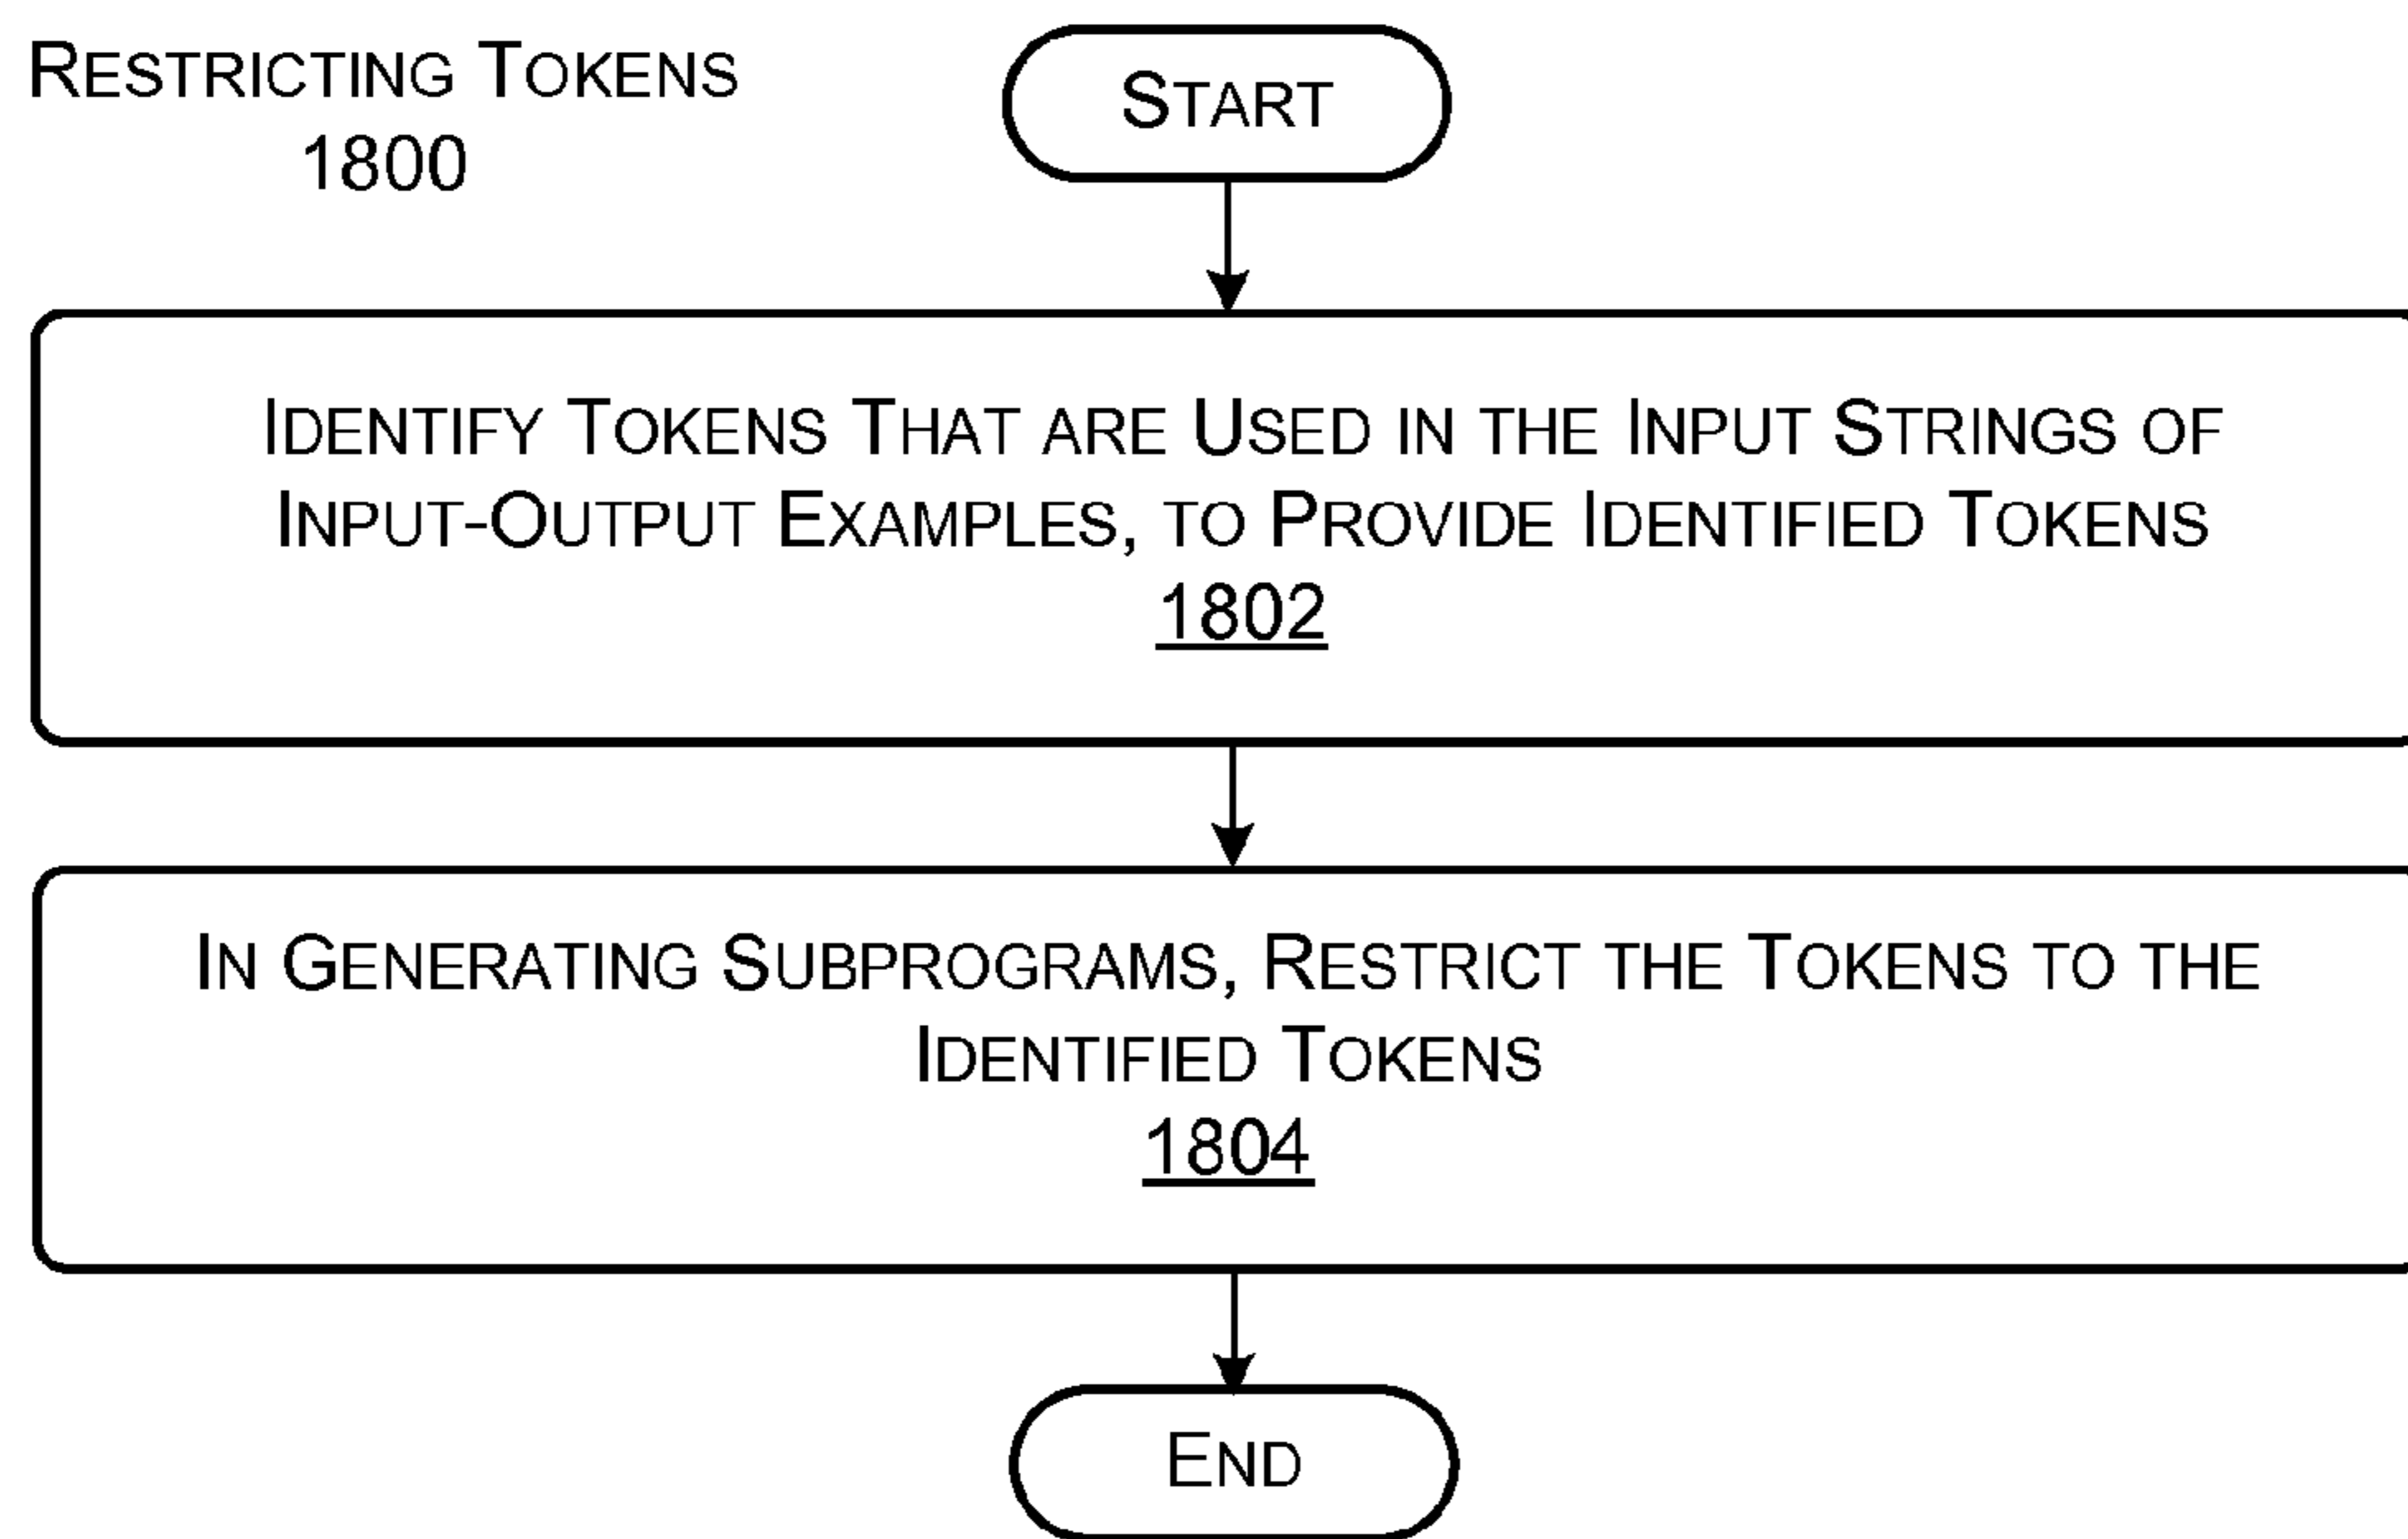 RESTRICTING TOKENS
1800
START
IDENTIFY TOKENS THAT ARE USED IN THE INPUT STRINGS OF
INPUT-OUTPUT EXAMPLES, TO PROVIDE IDENTIFIED TOKENS
1802
IN GENERATING SUBPROGRAMS, RESTRICT THE TOKENS TO THE
IDENTIFIED TOKENS
1804
END